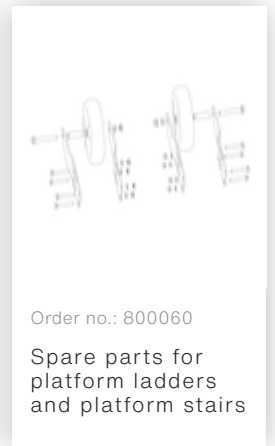 Order no.: 800060
Spare parts for
platform ladders
and platform stairs